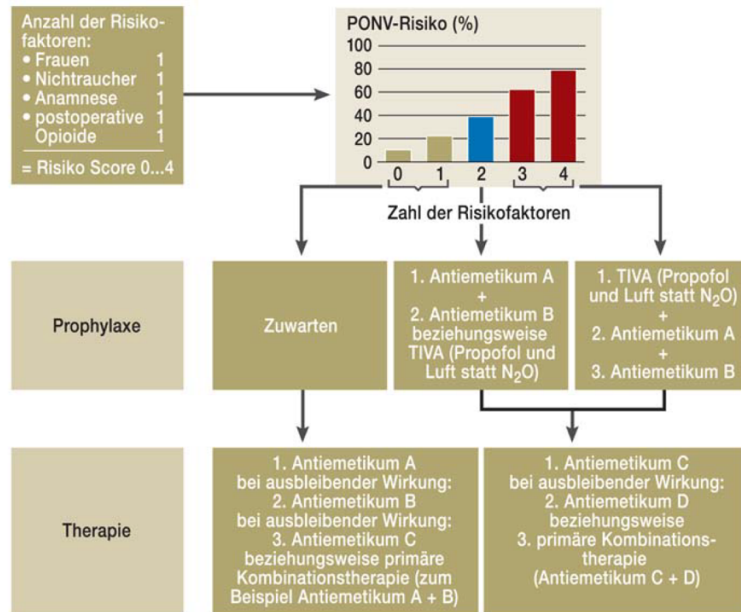 Anzahl der Risiko-
faktoren:
• Frauen 1
• Nichtraucher 1
• Anamnese 1
• postoperative 1
Opioide 1
= Risiko Score 0...4
PONV-Risiko (%)
100
80
60
40
20
0
0 1 2 3 4
Zahl der Risikofaktoren
Prophylaxe
Zuwarten
1. Antiemetikum A
+
2. Antiemetikum B
beziehungsweise
TIVA (Propofol und
Luft statt N₂O)
1. TIVA (Propofol
und Luft statt N₂O)
+
2. Antiemetikum A
+
3. Antiemetikum B
Therapie
1. Antiemetikum A
bei ausbleibender Wirkung:
2. Antiemetikum B
bei ausbleibender Wirkung:
3. Antiemetikum C
beziehungsweise primäre
Kombinationstherapie (zum
Beispiel Antiemetikum A + B)
1. Antiemetikum C
bei ausbleibender Wirkung:
2. Antiemetikum D
beziehungsweise
3. primäre Kombinations-
therapie
(Antiemetikum C + D)